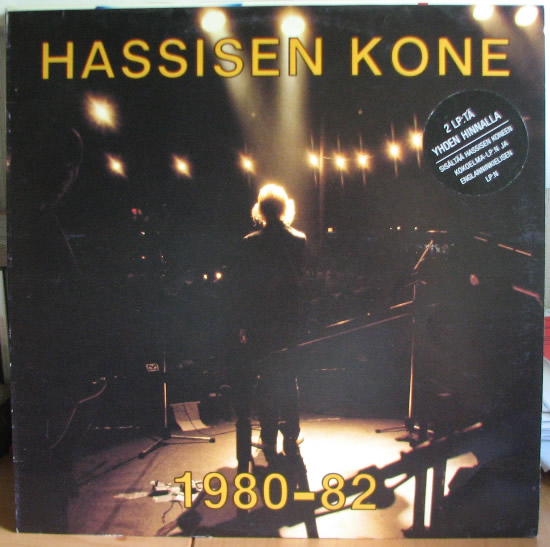 HASSISEN KONE
2 LP:TÄ
YHDEN HINNALLA
SISÄLTÄÄ HASSISEN KONEEN
KOKOELMA-LP:N JA
ENGLANNINKIELISEN
LP:N
1980-82